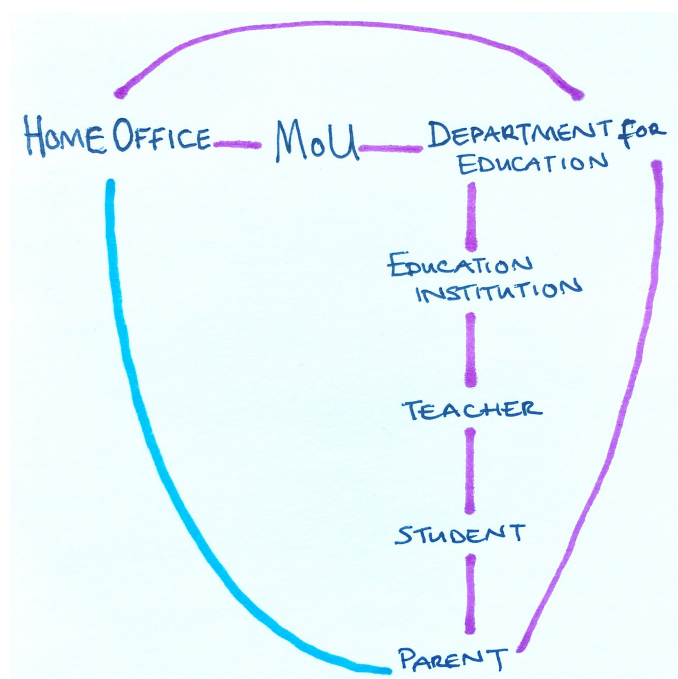 HOME OFFICE
MoU
DEPARTMENT for
EDUCATION
EDUCATION
INSTITUTION
TEACHER
STUDENT
PARENT